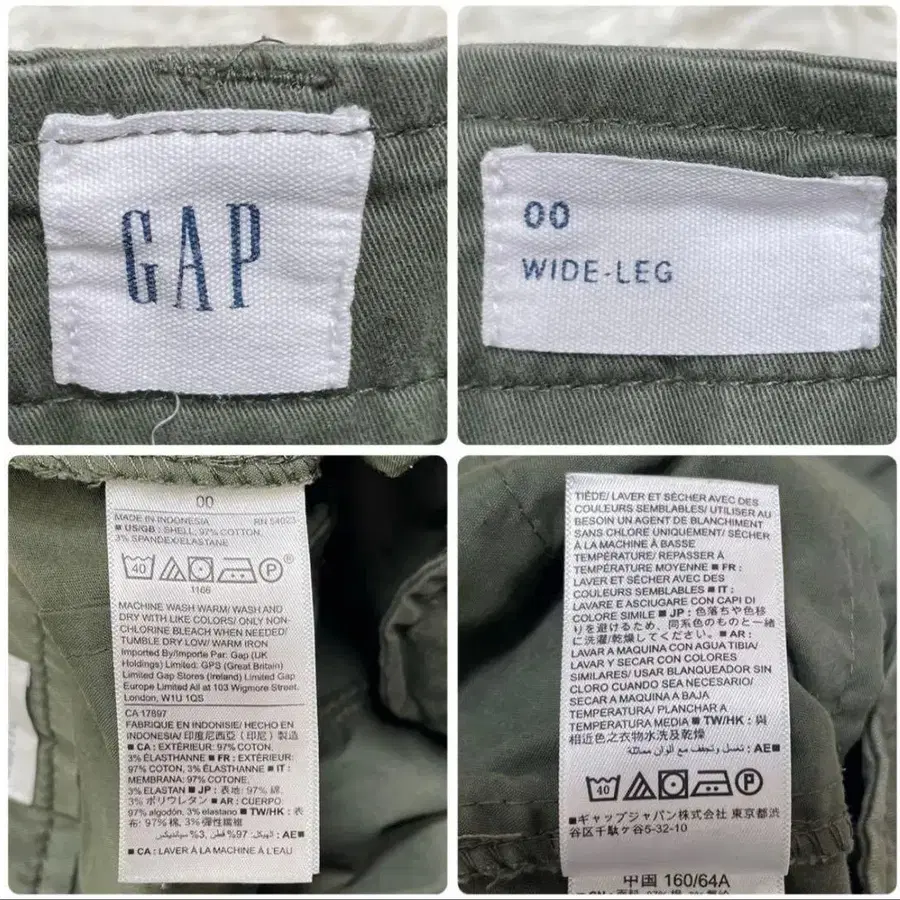 GAP
00
WIDE-LEG
00
MADE IN INDONESIA RN 54023
■ US/GB : SHELL, 97% COTTON,
3% SPANDEX/ELASTANE
40 P ®
1166
MACHINE WASH WARM/ WASH AND
DRY WITH LIKE COLORS/ ONLY NON-
CHLORINE BLEACH WHEN NEEDED/
TUMBLE DRY LOW/ WARM IRON
Imported By/Importe Par: Gap (UK
Holdings) Limited: GPS (Great Britain)
Limited Gap Stores (Ireland) Limited Gap
Europe Limited All at 103 Wigmore Street.
London, W1U 1QS
CA 17897
FABRIQUE EN INDONISIE/ HECHO EN
INDONESIA/ 印度尼西亞（印尼）製造
■ CA : EXTÉRIEUR: 97% COTON,
3% ÉLASTHANNE ■ FR : EXTÉRIEUR:
97% COTON, 3% ÉLASTHANNE ■ IT :
MEMBRANA: 97% COTONE,
3% ELASTAN ■ JP : 表地: 97% 綿,
3% ポリウレタン ■ AR : CUERPO:
97% algodón, 3% elastano ■ TW/HK : 表
布: 97% 棉, 3% 彈性纖維
■AE : الهيكل: 97% قطن, 3% سباندیکس
■ CA : LAVER À LA MACHINE À L'EAU
TIÈDE/ LAVER ET SÉCHER AVEC DES
COULEURS SEMBLABLES/ UTILISER AU
BESOIN UN AGENT DE BLANCHIMENT
SANS CHLORE UNIQUEMENT/ SÉCHER
À LA MACHINE À BASSE
TEMPÉRATURE/ REPASSER À
TEMPÉRATURE MOYENNE ■ FR :
LAVER ET SÉCHER AVEC DES
COULEURS SEMBLABLES ■ IT :
LAVARE E ASCIUGARE CON CAPI DI
COLORE SIMILE ■ JP : 色落ちや色移
りを避けるため、同系色のものと一緒
に洗濯/乾燥してください。 ■ AR :
LAVAR A MAQUINA CON AGUA TIBIA/
LAVAR Y SECAR CON COLORES
SIMILARES/ USAR BLANQUEADOR SIN
CLORO CUANDO SEA NECESARIO/
SECAR A MAQUINA A BAJA
TEMPERATURA/ PLANCHAR A
TEMPERATURA MEDIA ■ TW/HK : 與
相近色之衣物水洗及乾燥
■AE : تغسل وتجفف مع الوان مماثلة
40 P
■ギャップジャパン株式会社 東京都渋
谷区千駄ヶ谷5-32-10
中国 160/64A